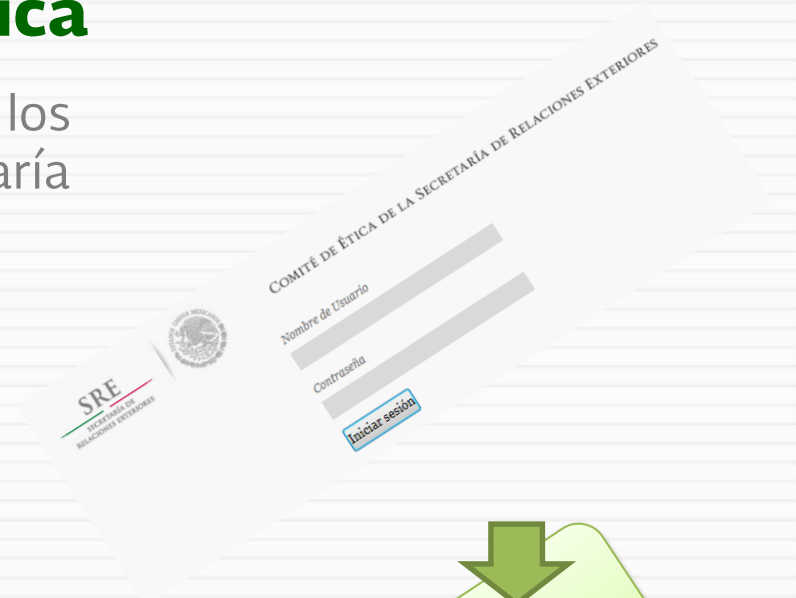 ica
los
aría
COMITÉ DE ÉTICA DE LA SECRETARÍA DE RELACIONES EXTERIORES
Nombre de Usuario
Contraseña
Iniciar sesión
SRE
SECRETARÍA DE
RELACIONES EXTERIORES